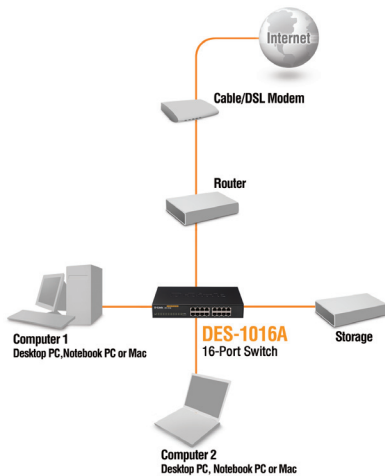 Internet
Cable/DSL Modem
Router
DES-1016A
16-Port Switch
Computer 1
Desktop PC,Notebook PC or Mac
Storage
Computer 2
Desktop PC, Notebook PC or Mac